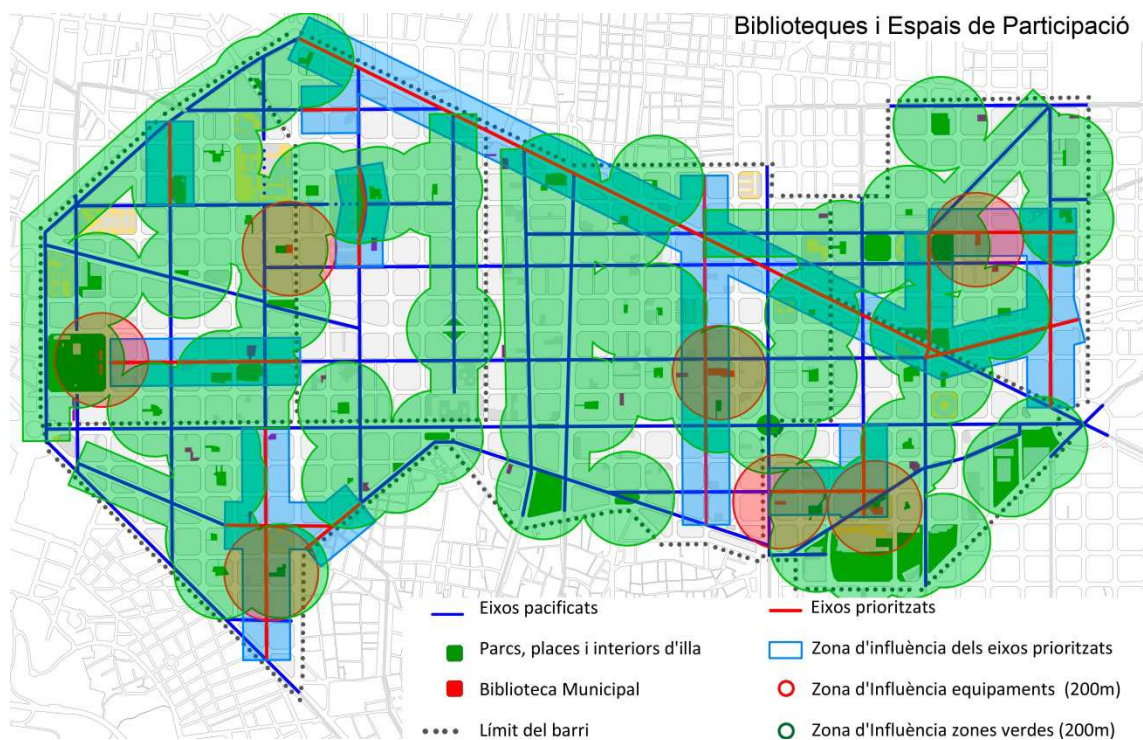 Biblioteques i Espais de Participació
Eixos pacificats
Eixos prioritzats
Parcs, places i interiors d'illa
Zona d'influència dels eixos prioritzats
Biblioteca Municipal
Zona d'Influència equipaments (200m)
Límit del barri
Zona d'Influència zones verdes (200m)